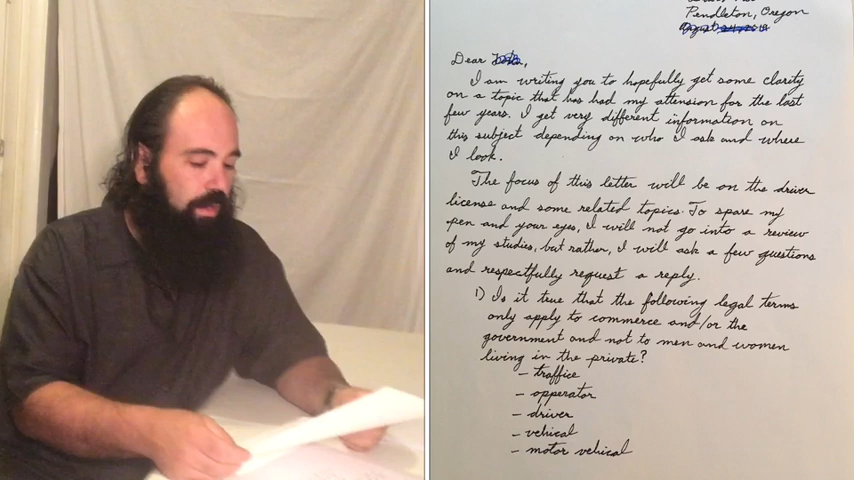 Pendleton, Oregon
Dear
I am writing you to hopefully get some clarity
on a topic that has had my attension for the last
few years. I get very different information on
this subject depending on who I ask and where
I look.
The focus of this letter will be on the driver
license and some related topics. To spare my
pen and your eyes, I will not go into a review
of my studies, but rather, I will ask a few questions
and respectfully request a reply.
1) Is it true that the following legal terms
only apply to commerce and/or the
government and not to men and women
living in the private?
- traffice
- opperator
- driver
- vehical
- motor vehical